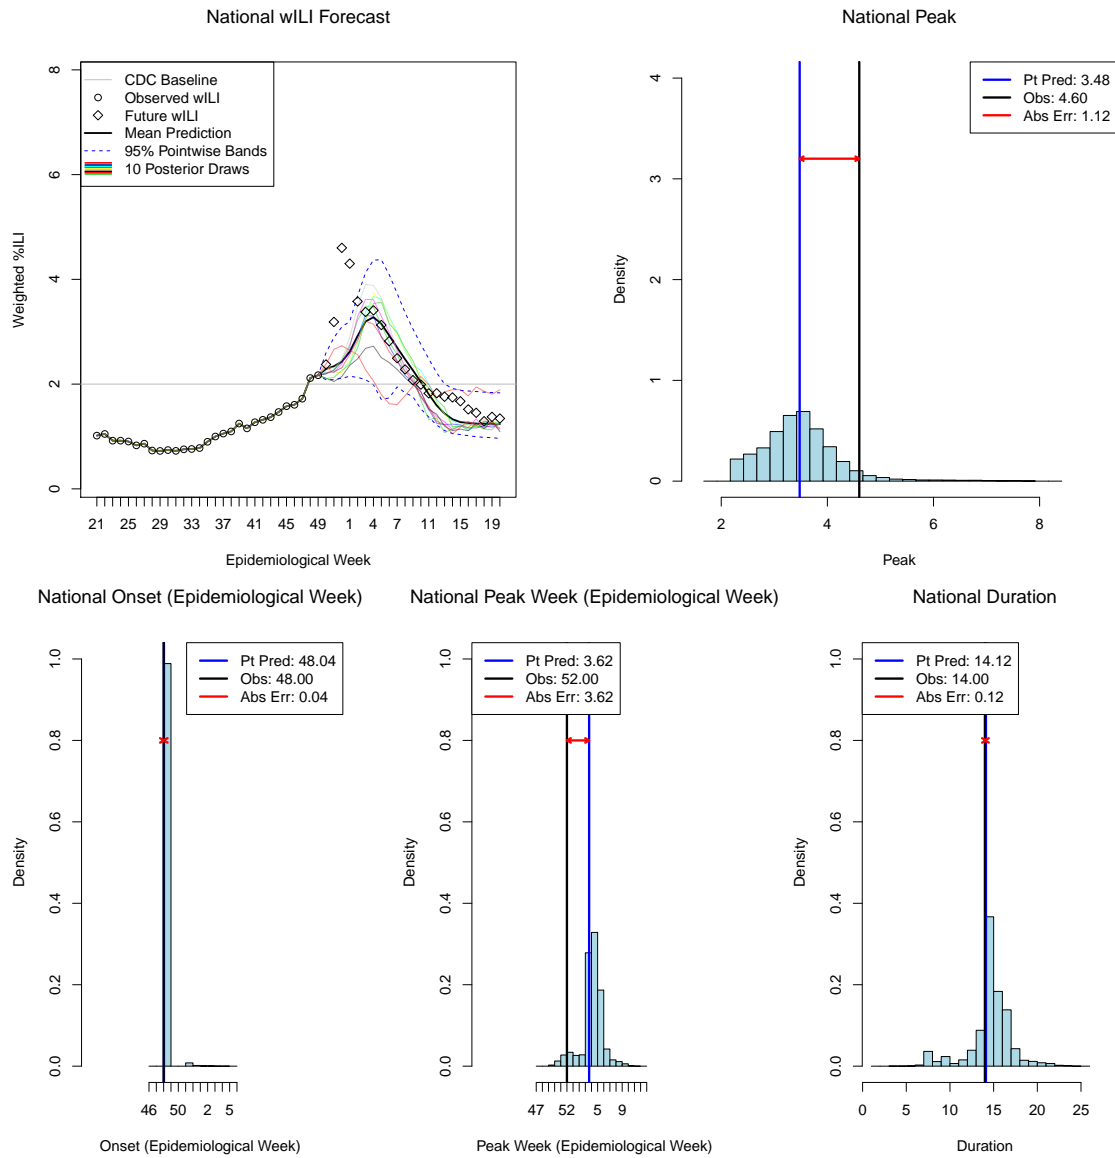 National wILI Forecast
CDC Baseline
Observed wILI
Future wILI
Mean Prediction
95% Pointwise Bands
10 Posterior Draws
Weighted %ILI
0 2 4 6 8
21 25 29 33 37 41 45 49 1 4 7 11 15 19
Epidemiological Week
National Peak
Pt Pred: 3.48
Obs: 4.60
Abs Err: 1.12
Density
0 1 2 3 4
2 4 6 8
Peak
National Onset (Epidemiological Week)
Pt Pred: 48.04
Obs: 48.00
Abs Err: 0.04
Density
0.0 0.2 0.4 0.6 0.8 1.0
46 50 2 5
Onset (Epidemiological Week)
National Peak Week (Epidemiological Week)
Pt Pred: 3.62
Obs: 52.00
Abs Err: 3.62
Density
0.0 0.2 0.4 0.6 0.8 1.0
47 52 5 9
Peak Week (Epidemiological Week)
National Duration
Pt Pred: 14.12
Obs: 14.00
Abs Err: 0.12
Density
0.0 0.2 0.4 0.6 0.8 1.0
0 5 10 15 20 25
Duration